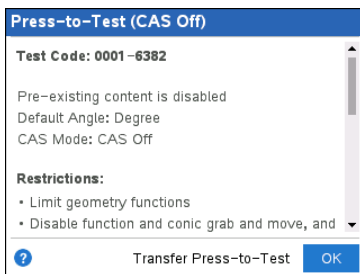 Press-to-Test (CAS Off)
Test Code: 0001-6382
Pre-existing content is disabled
Default Angle: Degree
CAS Mode: CAS Off
Restrictions:
• Limit geometry functions
• Disable function and conic grab and move, and
? Transfer Press-to-Test OK